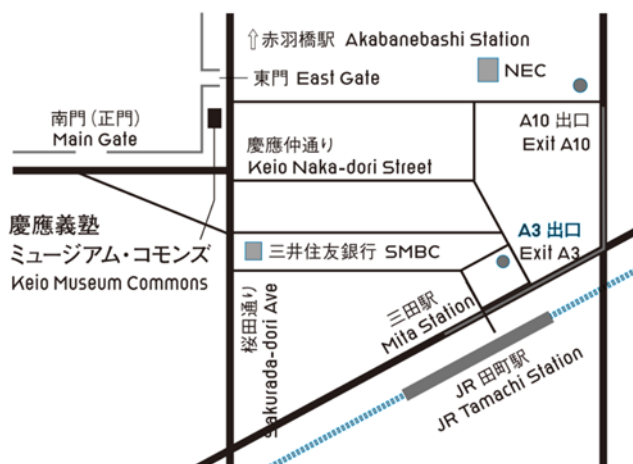 赤羽橋駅 Akabanebashi Station
NEC
東門 East Gate
南門(正門)
Main Gate
A10 出口
Exit A10
慶應仲通り
Keio Naka-dori Street
慶應義塾
ミュージアム・コモンズ
Keio Museum Commons
A3 出口
Exit A3
三井住友銀行 SMBC
三田駅
Mita Station
桜田通り
Sakurada-dori Ave
JR 田町駅
JR Tamachi Station